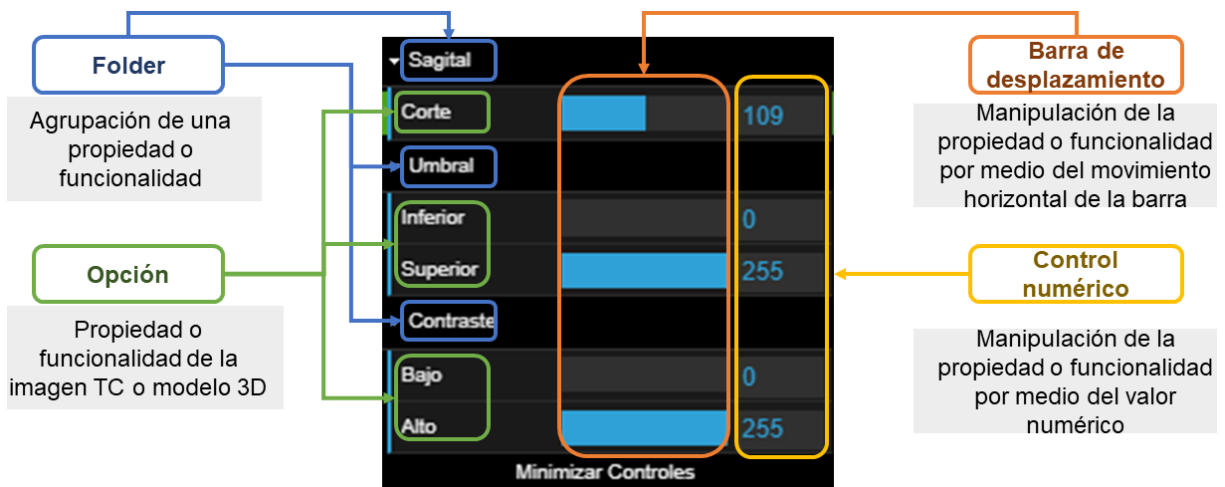 Folder
Agrupación de una
propiedad o
funcionalidad
Opción
Propiedad o
funcionalidad de la
imagen TC o modelo 3D
Sagital
Corte
109
Umbral
Inferior
0
Superior
255
Contraste
Bajo
0
Alto
255
Minimizar Controles
Barra de
desplazamiento
Manipulación de la
propiedad o funcionalidad
por medio del movimiento
horizontal de la barra
Control
numérico
Manipulación de la
propiedad o funcionalidad
por medio del valor
numérico